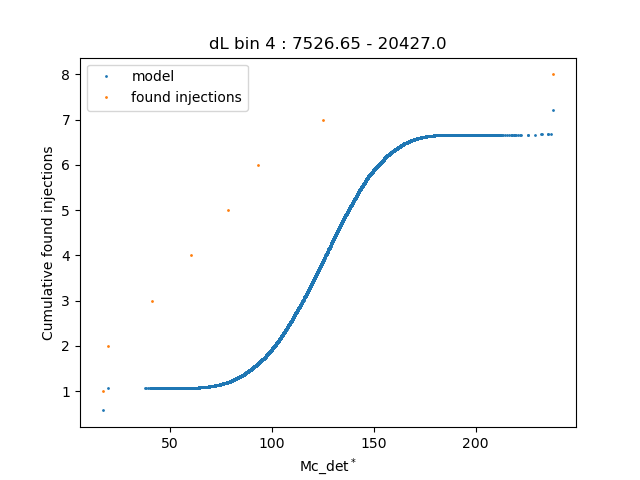 dL bin 4 : 7526.65 - 20427.0
model
found injections
8
7
6
5
4
3
2
1
Cumulative found injections
50 100 150 200
Mc_det*